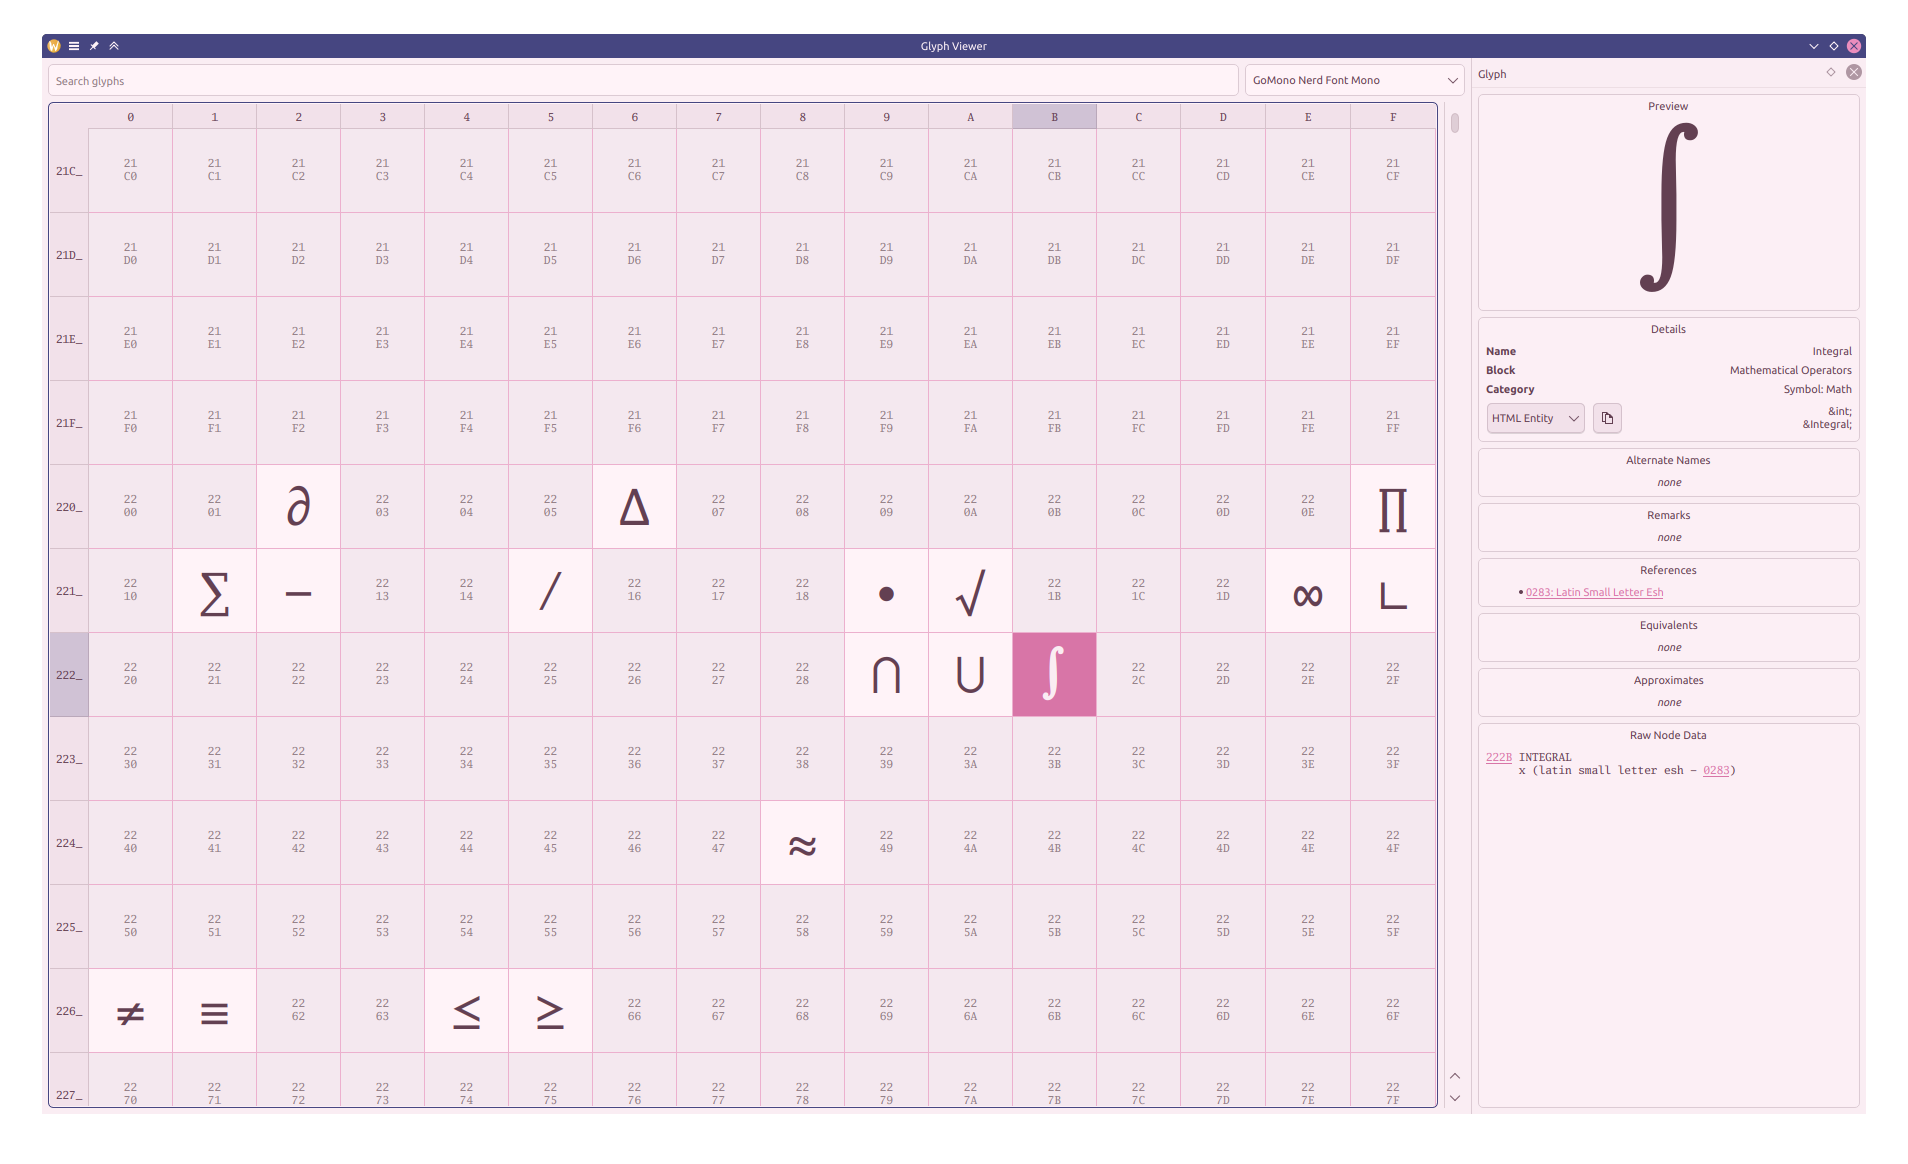 Glyph Viewer
Search glyphs
GoMono Nerd Font Mono
0 1 2 3 4 5 6 7 8 9 A B C D E F
21C_
21 21 21 21 21 21 21 21 21 21 21 21 21 21 21 21
C0 C1 C2 C3 C4 C5 C6 C7 C8 C9 CA CB CC CD CE CF
21D_
21 21 21 21 21 21 21 21 21 21 21 21 21 21 21 21
D0 D1 D2 D3 D4 D5 D6 D7 D8 D9 DA DB DC DD DE DF
21E_
21 21 21 21 21 21 21 21 21 21 21 21 21 21 21 21
E0 E1 E2 E3 E4 E5 E6 E7 E8 E9 EA EB EC ED EE EF
21F_
21 21 21 21 21 21 21 21 21 21 21 21 21 21 21 21
F0 F1 F2 F3 F4 F5 F6 F7 F8 F9 FA FB FC FD FE FF
220_
22 22 ∂ 22 22 22 ∆ 22 22 22 22 22 22 22 22 ∏
00 01 03 04 05 07 08 09 0A 0B 0C 0D 0E
221_
22 ∑ − 22 22 ∕ 22 22 22 ∙ √ 22 22 22 ∞ ∟
10 13 14 16 17 18 1B 1C 1D
222_
22 22 22 22 22 22 22 22 22 ∩ ∪ ∫ 22 22 22 22
20 21 22 23 24 25 26 27 28 2C 2D 2E 2F
223_
22 22 22 22 22 22 22 22 22 22 22 22 22 22 22 22
30 31 32 33 34 35 36 37 38 39 3A 3B 3C 3D 3E 3F
224_
22 22 22 22 22 22 22 22 ≈ 22 22 22 22 22 22 22
40 41 42 43 44 45 46 47 49 4A 4B 4C 4D 4E 4F
225_
22 22 22 22 22 22 22 22 22 22 22 22 22 22 22 22
50 51 52 53 54 55 56 57 58 59 5A 5B 5C 5D 5E 5F
226_
≠ ≡ 22 22 ≤ ≥ 22 22 22 22 22 22 22 22 22 22
62 63 66 67 68 69 6A 6B 6C 6D 6E 6F
227_
22 22 22 22 22 22 22 22 22 22 22 22 22 22 22 22
70 71 72 73 74 75 76 77 78 79 7A 7B 7C 7D 7E 7F
Glyph
Preview
∫
Details
Name Integral
Block Mathematical Operators
Category Symbol: Math
HTML Entity
&amp;int;
&amp;Integral;
Alternate Names
none
Remarks
none
References
• 0283: Latin Small Letter Esh
Equivalents
none
Approximates
none
Raw Node Data
222B INTEGRAL
x (latin small letter esh – 0283)